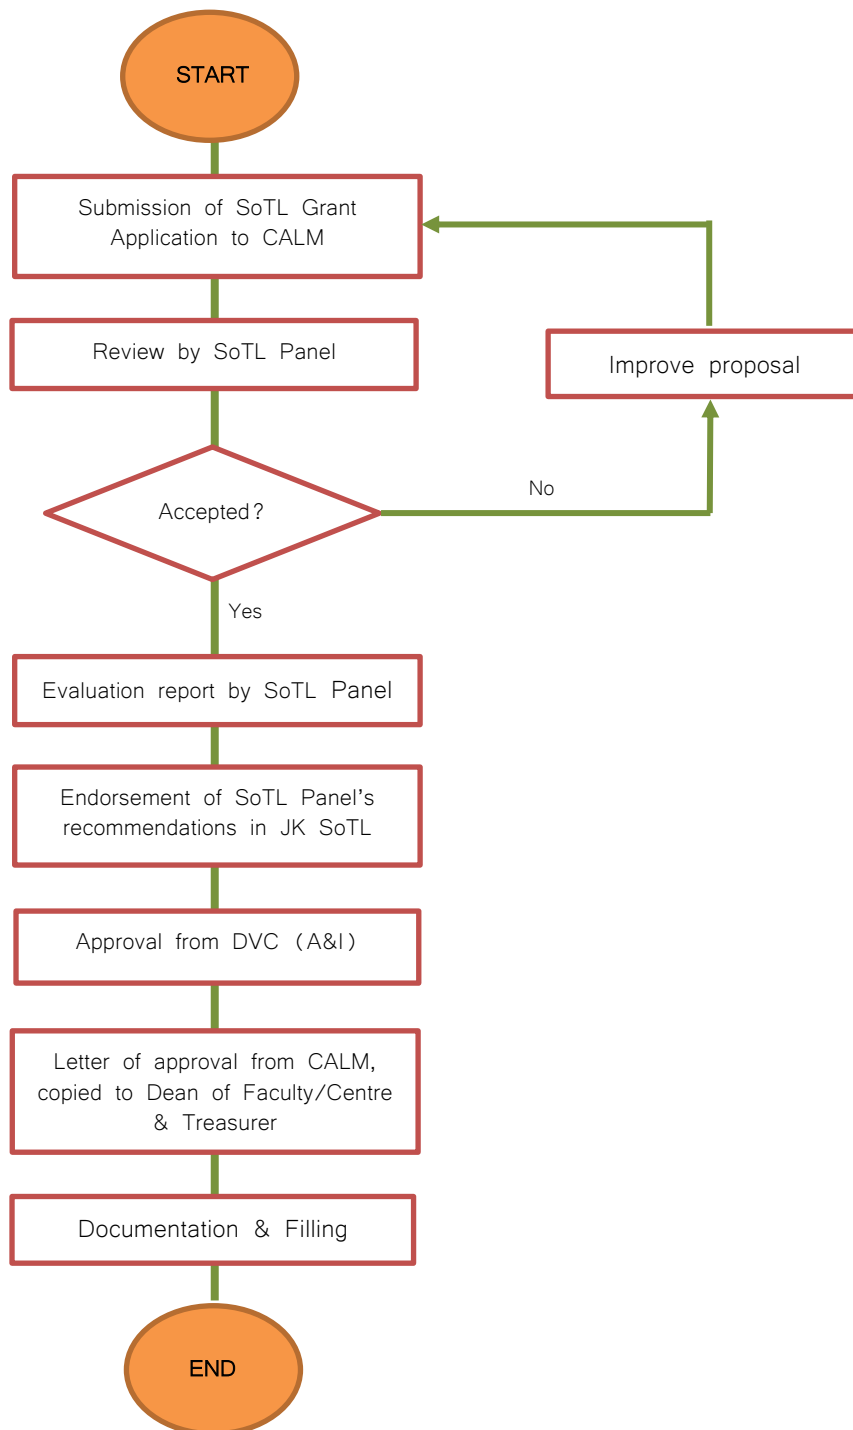 START
Submission of SoTL Grant
Application to CALM
Review by SoTL Panel
Improve proposal
Accepted?
No
Yes
Evaluation report by SoTL Panel
Endorsement of SoTL Panel's
recommendations in JK SoTL
Approval from DVC (A&I)
Letter of approval from CALM,
copied to Dean of Faculty/Centre
& Treasurer
Documentation & Filling
END